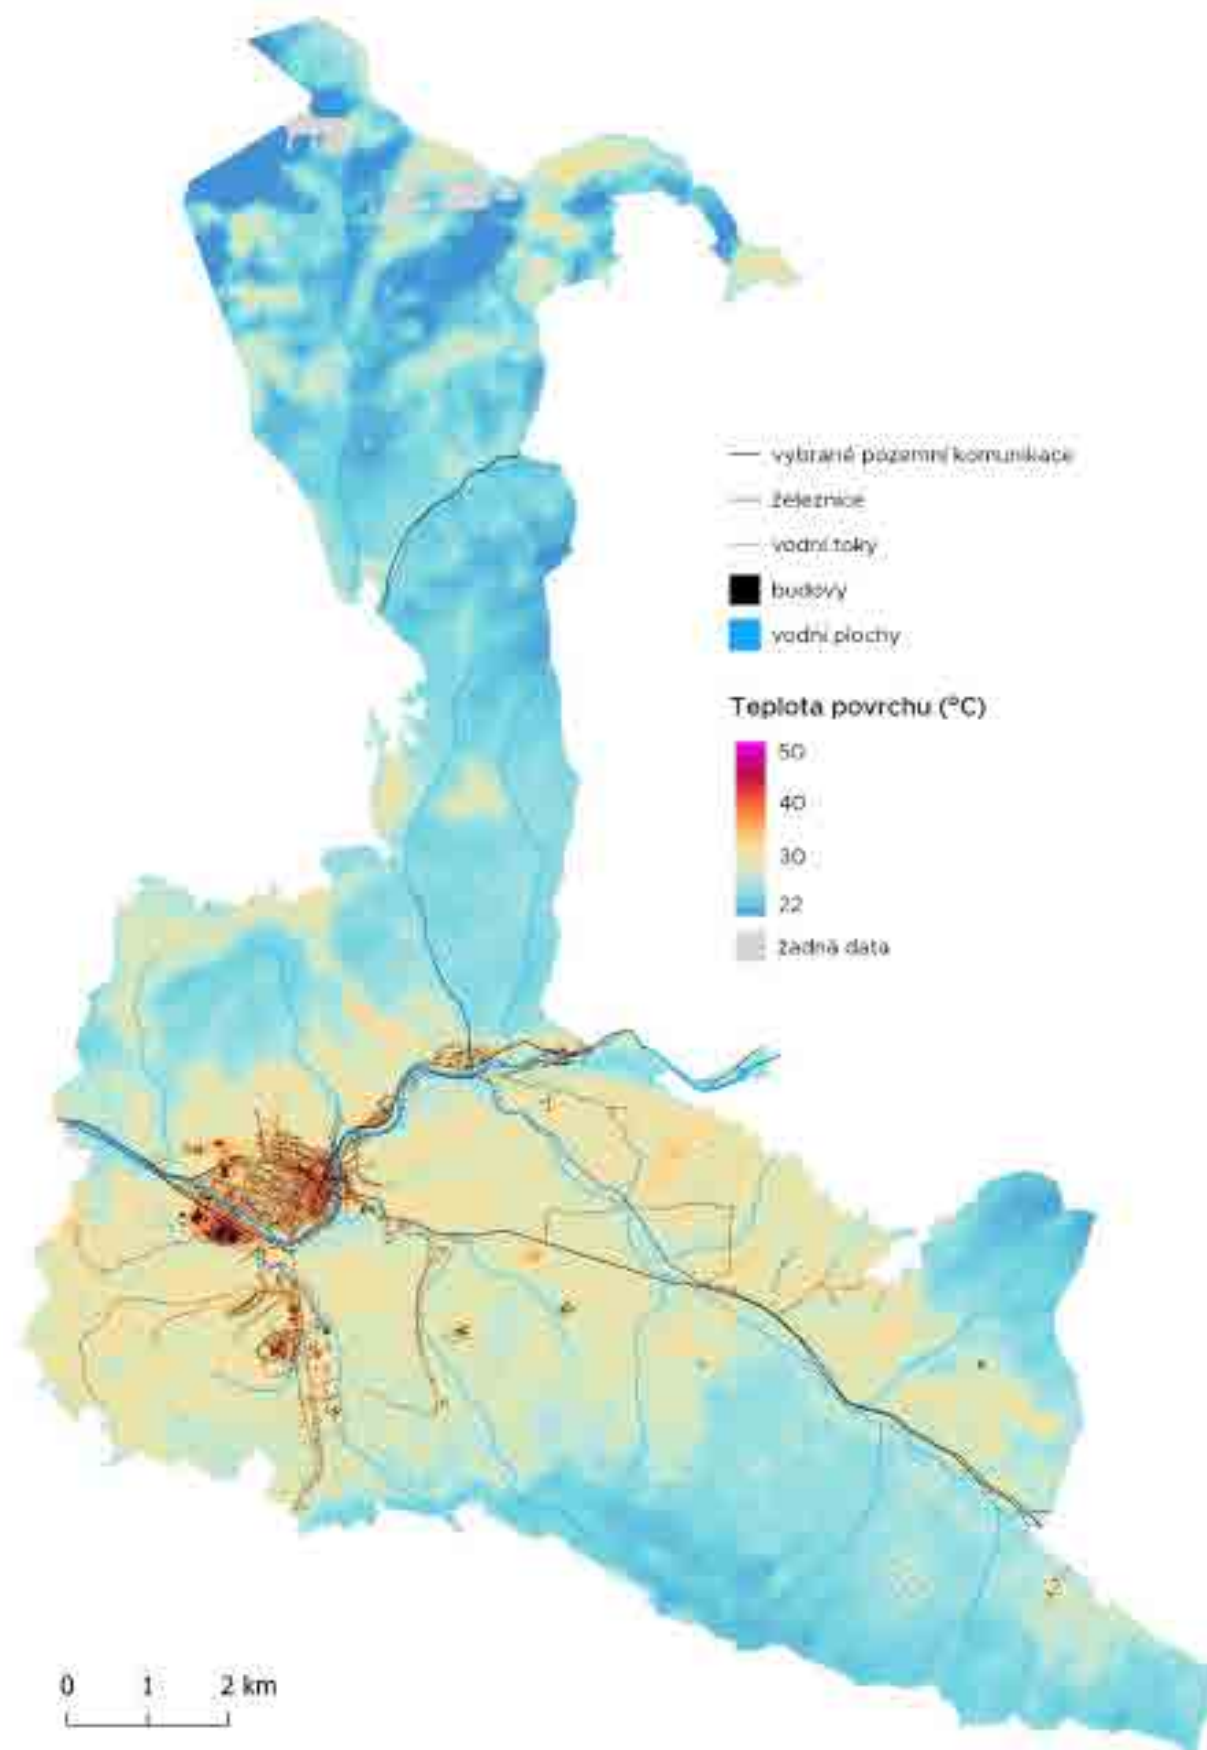 vybrané pozemní komunikace
železnice
vodní toky
budovy
vodní plochy
Teplota povrchu (°C)
50
40
30
22
žádná data
0 1 2 km